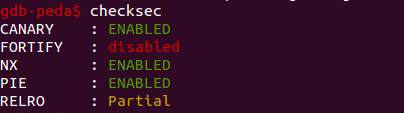 gdb-peda$ checksec
CANARY    : ENABLED
FORTIFY   : disabled
NX        : ENABLED
PIE       : ENABLED
RELRO     : Partial